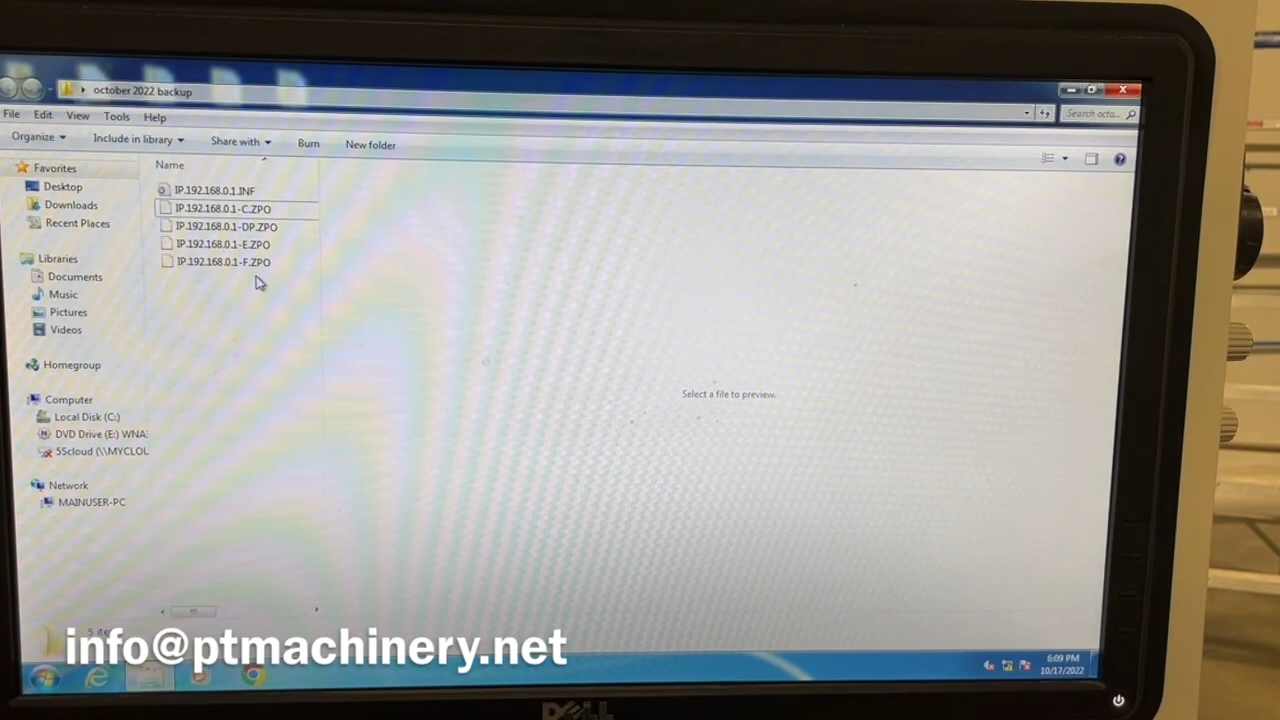 october 2022 backup
Search octo...
File Edit View Tools Help
Organize Include in library Share with Burn New folder
Name
Favorites
Desktop
Downloads
Recent Places
Libraries
Documents
Music
Pictures
Videos
Homegroup
Computer
Local Disk (C:)
DVD Drive (E:) WNA
5Scloud (\\MYCLOU
Network
MAINUSER-PC
IP.192.168.0.1.INF
IP.192.168.0.1-C.ZPO
IP.192.168.0.1-DP.ZPO
IP.192.168.0.1-E.ZPO
IP.192.168.0.1-F.ZPO
Select a file to preview.
info@ptmachinery.net
6:09 PM
10/17/2022
DELL